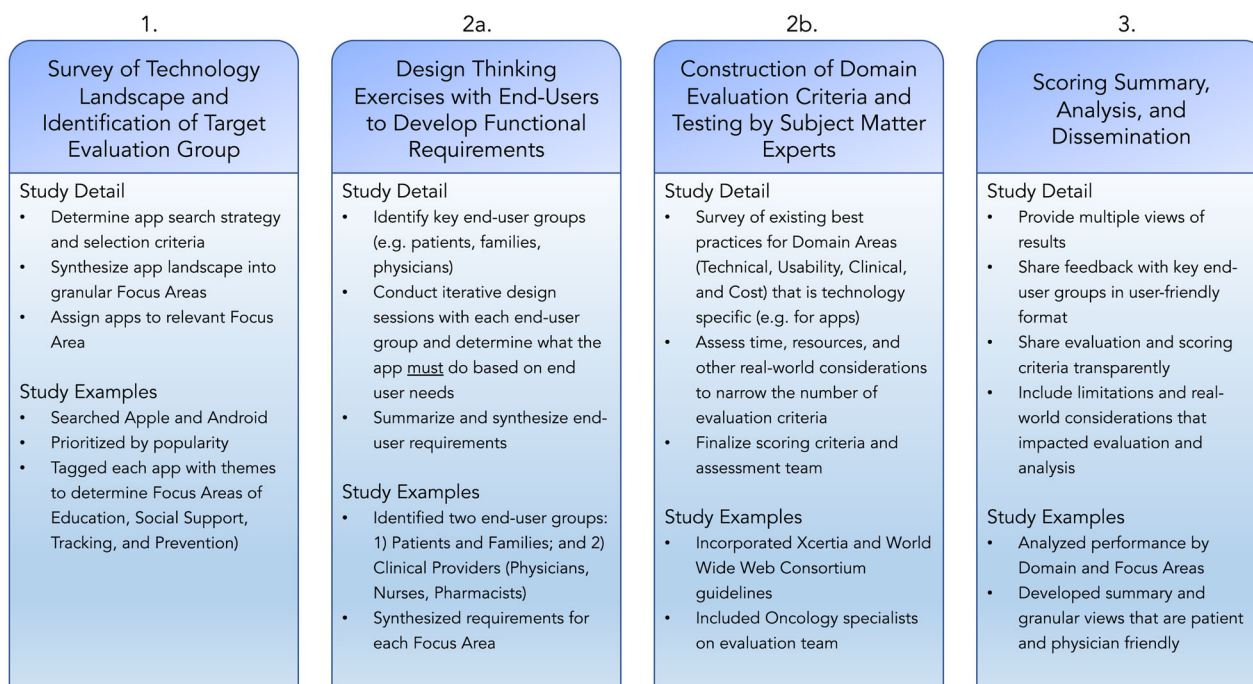 1.
Survey of Technology
Landscape and
Identification of Target
Evaluation Group
Study Detail
• Determine app search strategy
and selection criteria
• Synthesize app landscape into
granular Focus Areas
• Assign apps to relevant Focus
Area
Study Examples
• Searched Apple and Android
• Prioritized by popularity
• Tagged each app with themes
to determine Focus Areas of
Education, Social Support,
Tracking, and Prevention)
2a.
Design Thinking
Exercises with End-Users
to Develop Functional
Requirements
Study Detail
• Identify key end-user groups
(e.g. patients, families,
physicians)
• Conduct iterative design
sessions with each end-user
group and determine what the
app must do based on end
user needs
• Summarize and synthesize end-
user requirements
Study Examples
• Identified two end-user groups:
1) Patients and Families; and 2)
Clinical Providers (Physicians,
Nurses, Pharmacists)
• Synthesized requirements for
each Focus Area
2b.
Construction of Domain
Evaluation Criteria and
Testing by Subject Matter
Experts
Study Detail
• Survey of existing best
practices for Domain Areas
(Technical, Usability, Clinical,
and Cost) that is technology
specific (e.g. for apps)
• Assess time, resources, and
other real-world considerations
to narrow the number of
evaluation criteria
• Finalize scoring criteria and
assessment team
Study Examples
• Incorporated Xcertia and World
Wide Web Consortium
guidelines
• Included Oncology specialists
on evaluation team
3.
Scoring Summary,
Analysis, and
Dissemination
Study Detail
• Provide multiple views of
results
• Share feedback with key end-
user groups in user-friendly
format
• Share evaluation and scoring
criteria transparently
• Include limitations and real-
world considerations that
impacted evaluation and
analysis
Study Examples
• Analyzed performance by
Domain and Focus Areas
• Developed summary and
granular views that are patient
and physician friendly